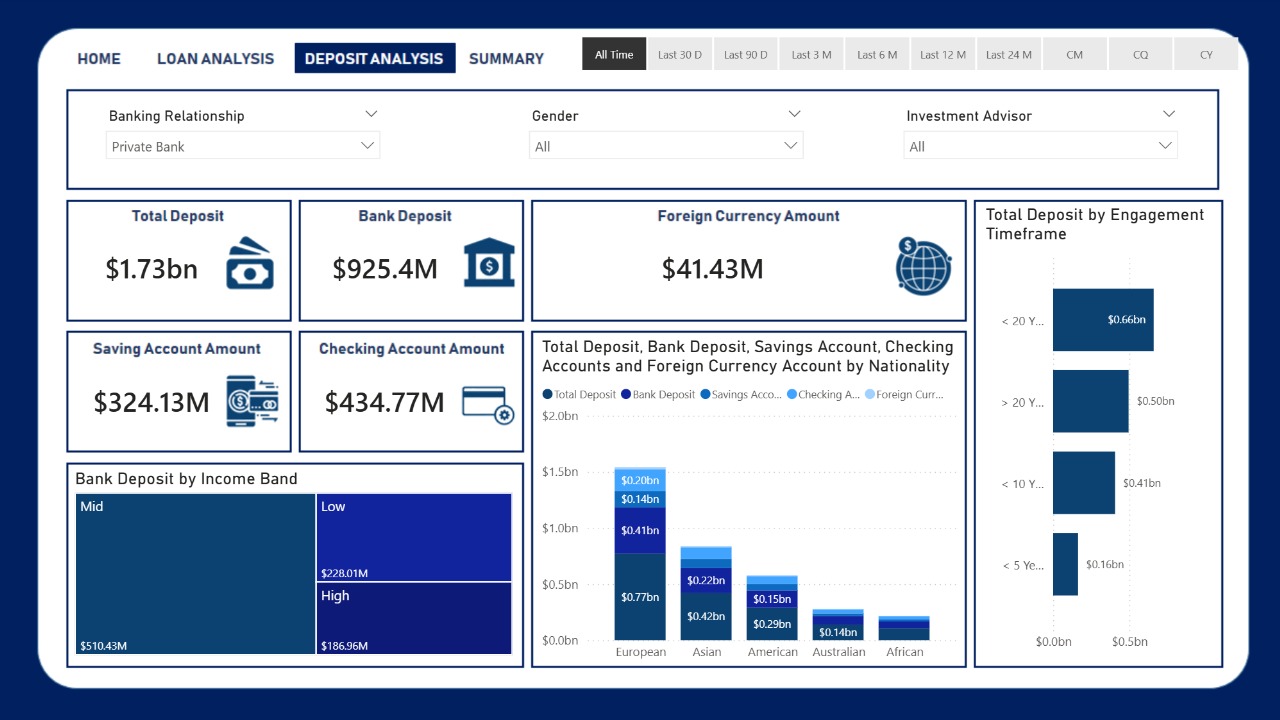 HOME
LOAN ANALYSIS
DEPOSIT ANALYSIS
SUMMARY
All Time
Last 30 D
Last 90 D
Last 3 M
Last 6 M
Last 12 M
Last 24 M
CM
CQ
CY
Banking Relationship
Private Bank
Gender
All
Investment Advisor
All
Total Deposit
$1.73bn
Bank Deposit
$925.4M
Foreign Currency Amount
$41.43M
Saving Account Amount
$324.13M
Checking Account Amount
$434.77M
Bank Deposit by Income Band
Mid
$510.43M
Low
$228.01M
High
$186.96M
Total Deposit, Bank Deposit, Savings Account, Checking
Accounts and Foreign Currency Account by Nationality
Total Deposit
Bank Deposit
Savings Acco...
Checking A...
Foreign Curr...
$2.0bn
$1.5bn
$1.0bn
$0.5bn
$0.0bn
$0.20bn
$0.14bn
$0.41bn
$0.77bn
$0.22bn
$0.42bn
$0.15bn
$0.29bn
$0.14bn
European
Asian
American
Australian
African
Total Deposit by Engagement
Timeframe
< 20 Y...
$0.66bn
> 20 Y...
$0.50bn
< 10 Y...
$0.41bn
< 5 Ye...
$0.16bn
$0.0bn
$0.5bn